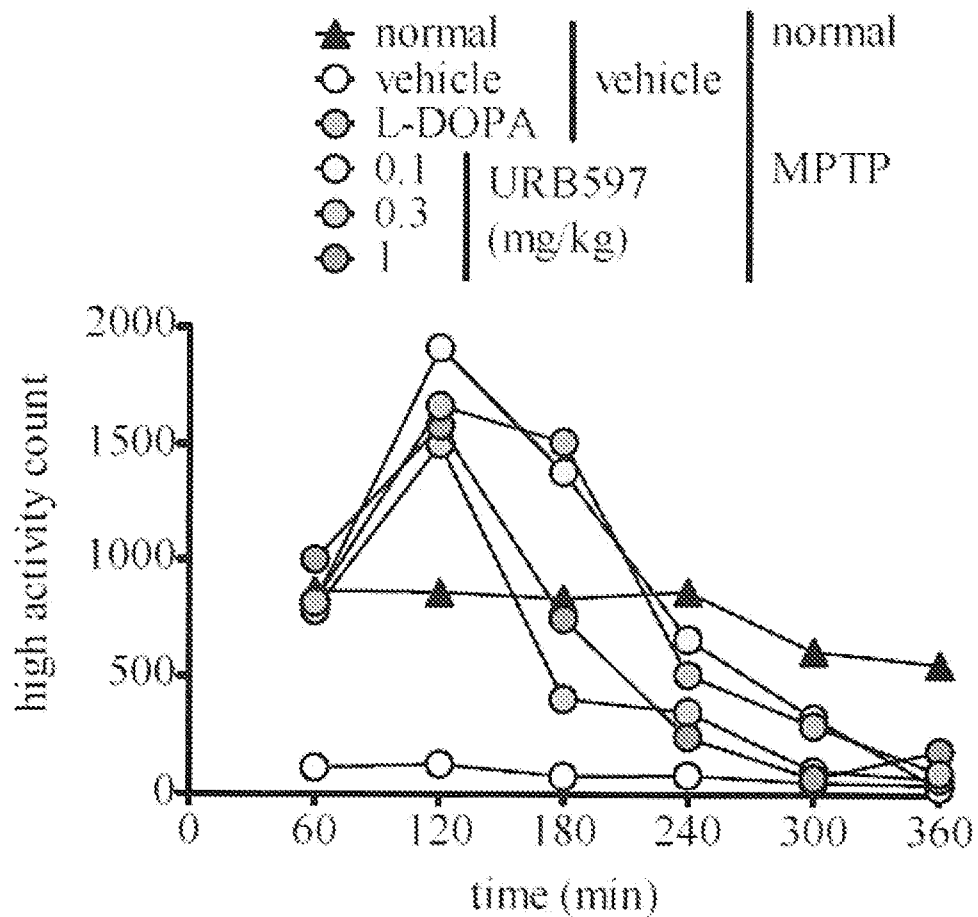 normal
vehicle
L-DOPA
0.1
0.3
1
vehicle
URB597
(mg/kg)
normal
MPTP
high activity count
2000
1500
1000
500
0
0 60 120 180 240 300 360
time (min)